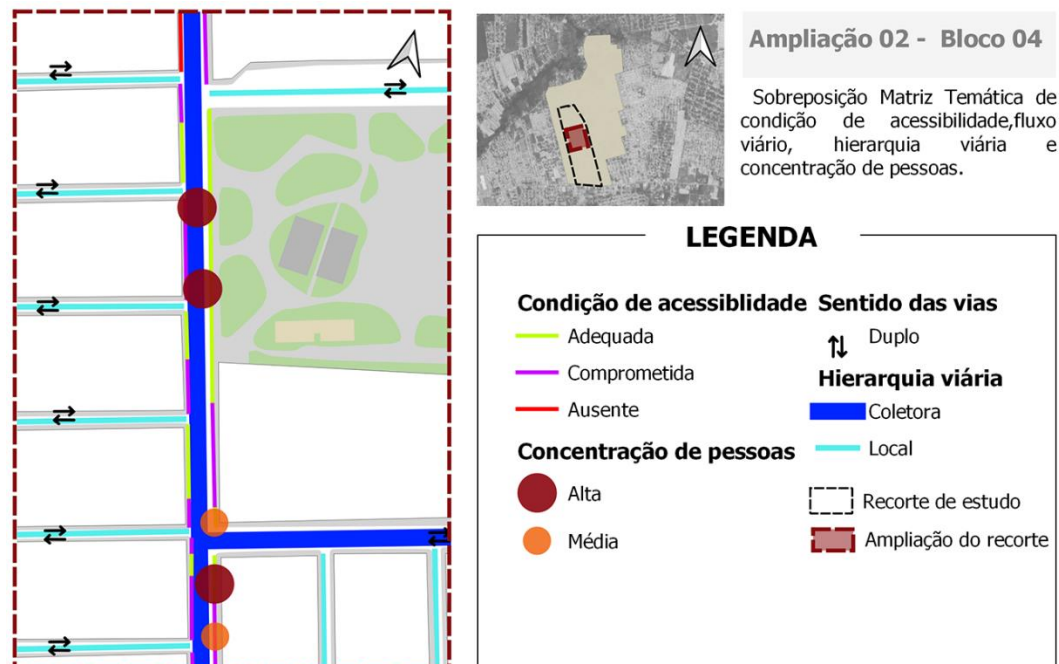 Ampliação 02 - Bloco 04
Sobreposição Matriz Temática de
condição de acessibilidade,fluxo
viário, hierarquia viária e
concentração de pessoas.
LEGENDA
Condição de acessiblidade
Adequada
Comprometida
Ausente
Concentração de pessoas
Alta
Média
Sentido das vias
Duplo
Hierarquia viária
Coletora
Local
Recorte de estudo
Ampliação do recorte